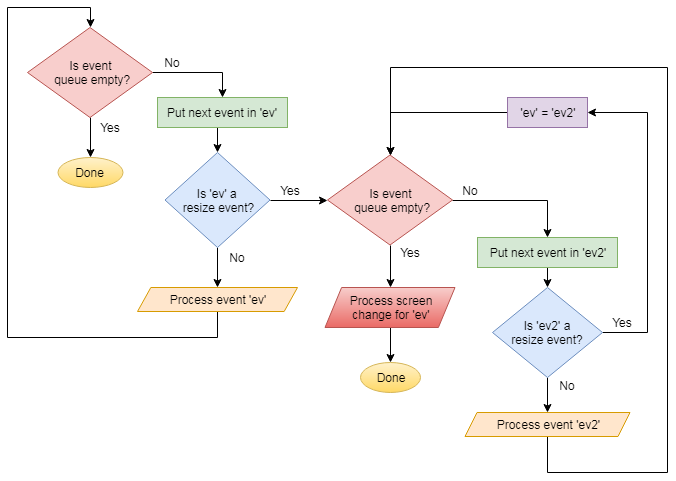 Is event
queue empty?
No
Put next event in 'ev'
Yes
Done
Is 'ev' a
resize event?
Yes
No
Process event 'ev'
'ev' = 'ev2'
Is event
queue empty?
No
Yes
Put next event in 'ev2'
Process screen
change for 'ev'
Is 'ev2' a
resize event?
Yes
Done
No
Process event 'ev2'